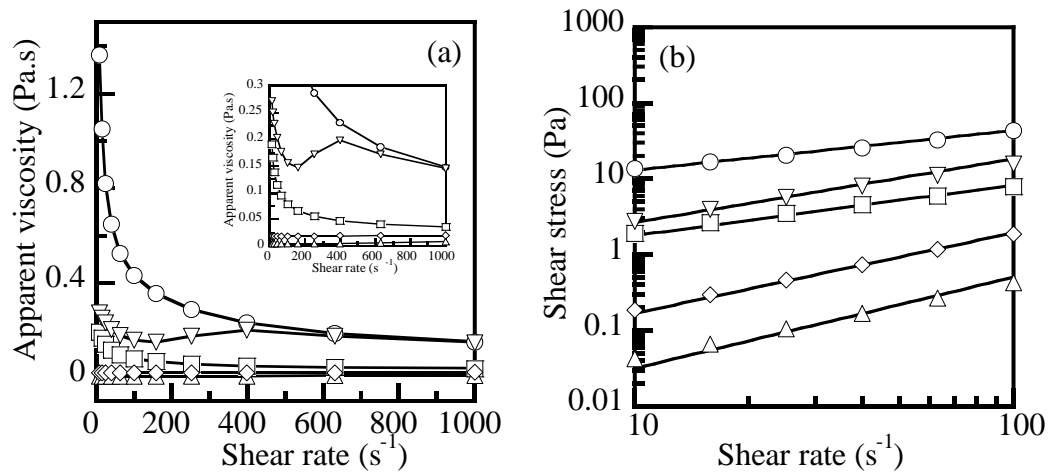 (a)
Apparent viscosity (Pa.s)
1.2
0.8
0.4
0
0 200 400 600 800 1000
Shear rate (s⁻¹)
Apparent viscosity (Pa.s)
0.3
0.25
0.2
0.15
0.1
0.05
0
0 200 400 600 800 1000
Shear rate (s⁻¹)
(b)
Shear stress (Pa)
1000
100
10
1
0.1
0.01
10 100
Shear rate (s⁻¹)